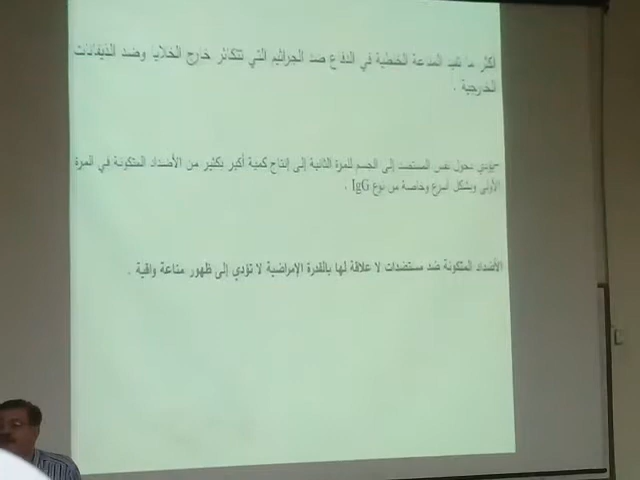 أكثر ما تفيد المناعة الخلطية في الدفاع ضد الجراثيم التي تتكاثر خارج الخلايا وضد الذيفانات
الخارجية .
-يؤدي دخول نفس المستضد إلى الجسم للمرة الثانية إلى إنتاج كمية أكبر بكثير من الأضداد المتكونة في المرة
الأولى وبشكل أسرع وخاصة من نوع IgG .
الأضداد المتكونة ضد مستضدات لا علاقة لها بالقدرة الإمراضية لا تؤدي إلى ظهور مناعة واقية .